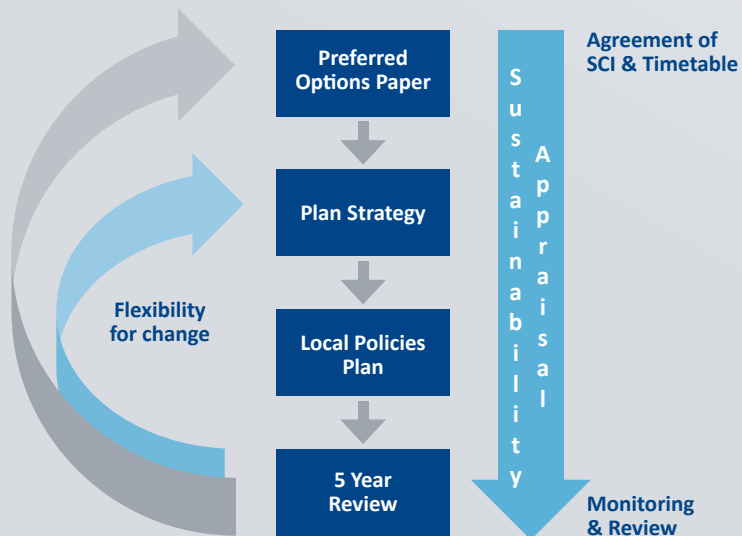 Preferred
Options Paper
Agreement of
SCI & Timetable
Sustainability
Appraisal
Plan Strategy
Flexibility
for change
Local Policies
Plan
5 Year
Review
Monitoring
& Review